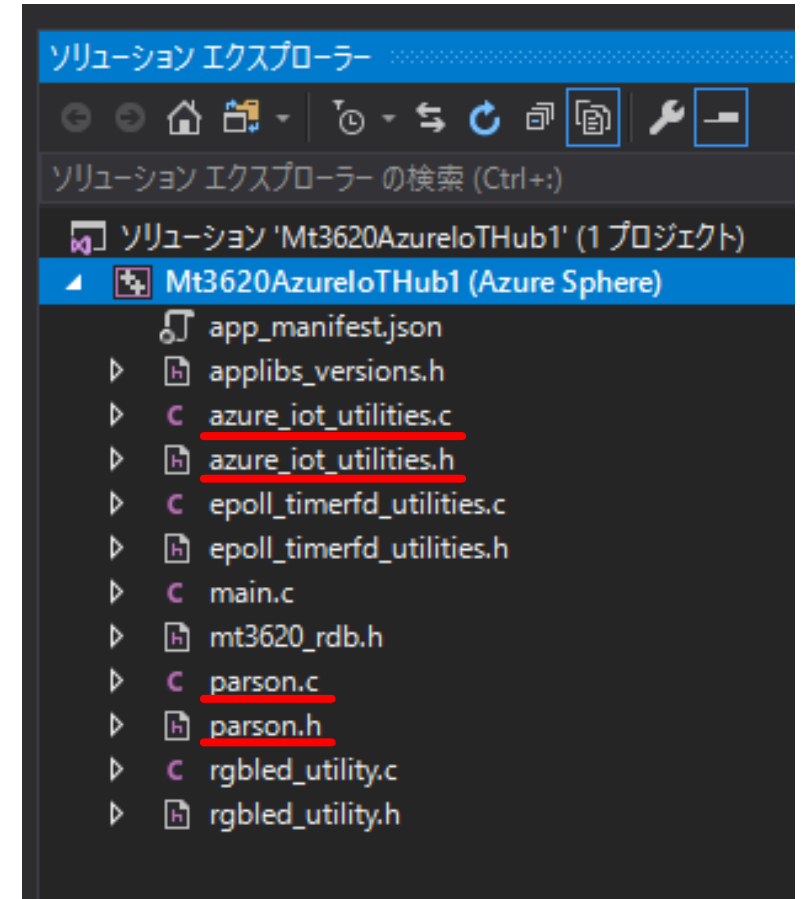 ソリューション エクスプローラー
ソリューション エクスプローラー の検索 (Ctrl+:)
ソリューション 'Mt3620AzureIoTHub1' (1 プロジェクト)
Mt3620AzureIoTHub1 (Azure Sphere)
app_manifest.json
applibs_versions.h
azure_iot_utilities.c
azure_iot_utilities.h
epoll_timerfd_utilities.c
epoll_timerfd_utilities.h
main.c
mt3620_rdb.h
parson.c
parson.h
rgbled_utility.c
rgbled_utility.h